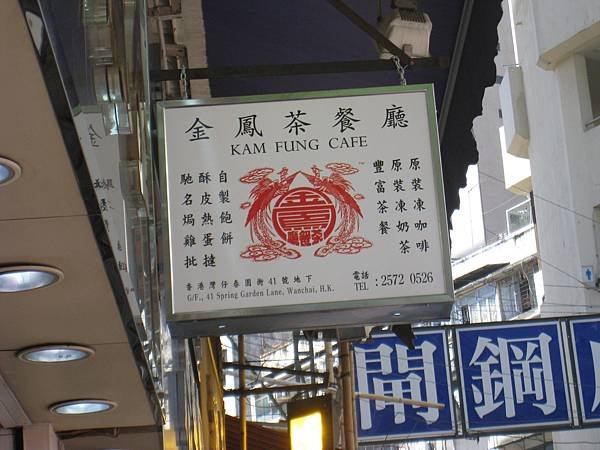 金鳳茶餐廳
KAM FUNG CAFE
自製飽餅
酥皮熱蛋撻
馳名焗雞批
原裝凍咖啡
原裝凍奶茶
豐富茶餐
香港灣仔春園街41號地下
G/F., 41 Spring Garden Lane, Wanchai, H.K.
電話
TEL :2572 0526
閘鋼